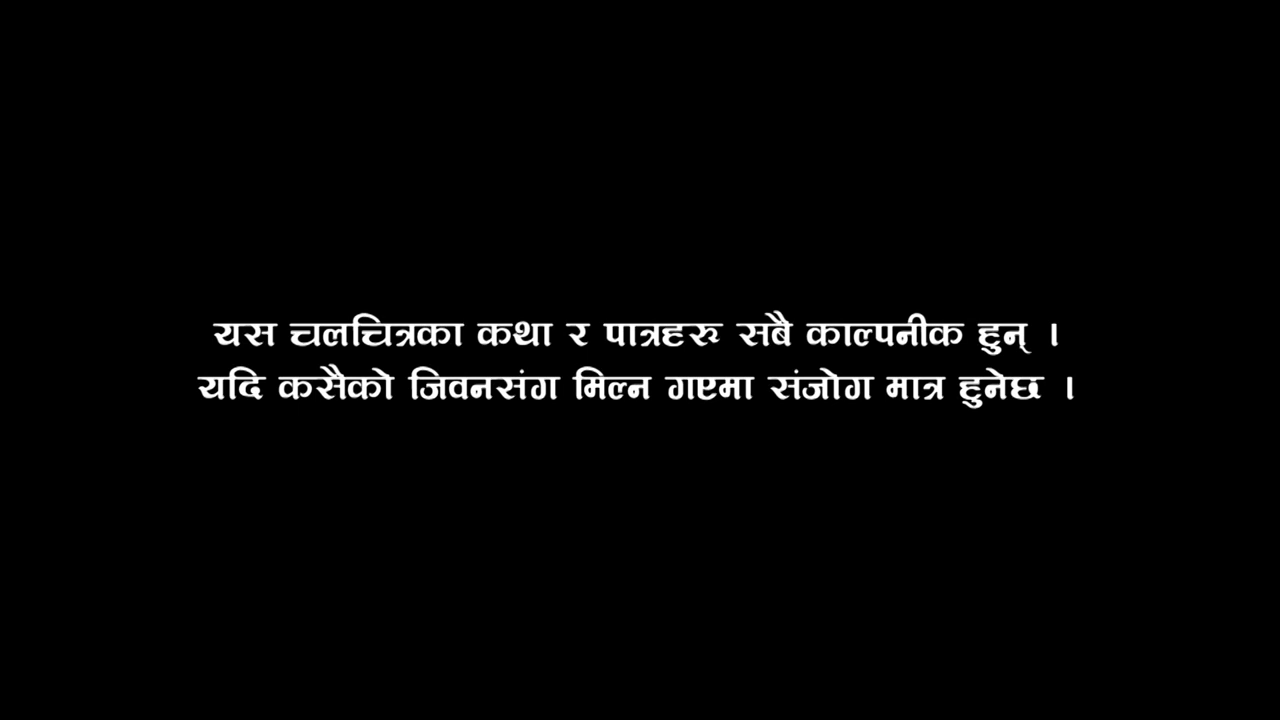 यस चलचित्रका कथा र पात्रहरु सबै काल्पनीक हुन् ।
यदि कसैको जिवनसंग मिल्न गएमा संजोग मात्र हुनेछ ।